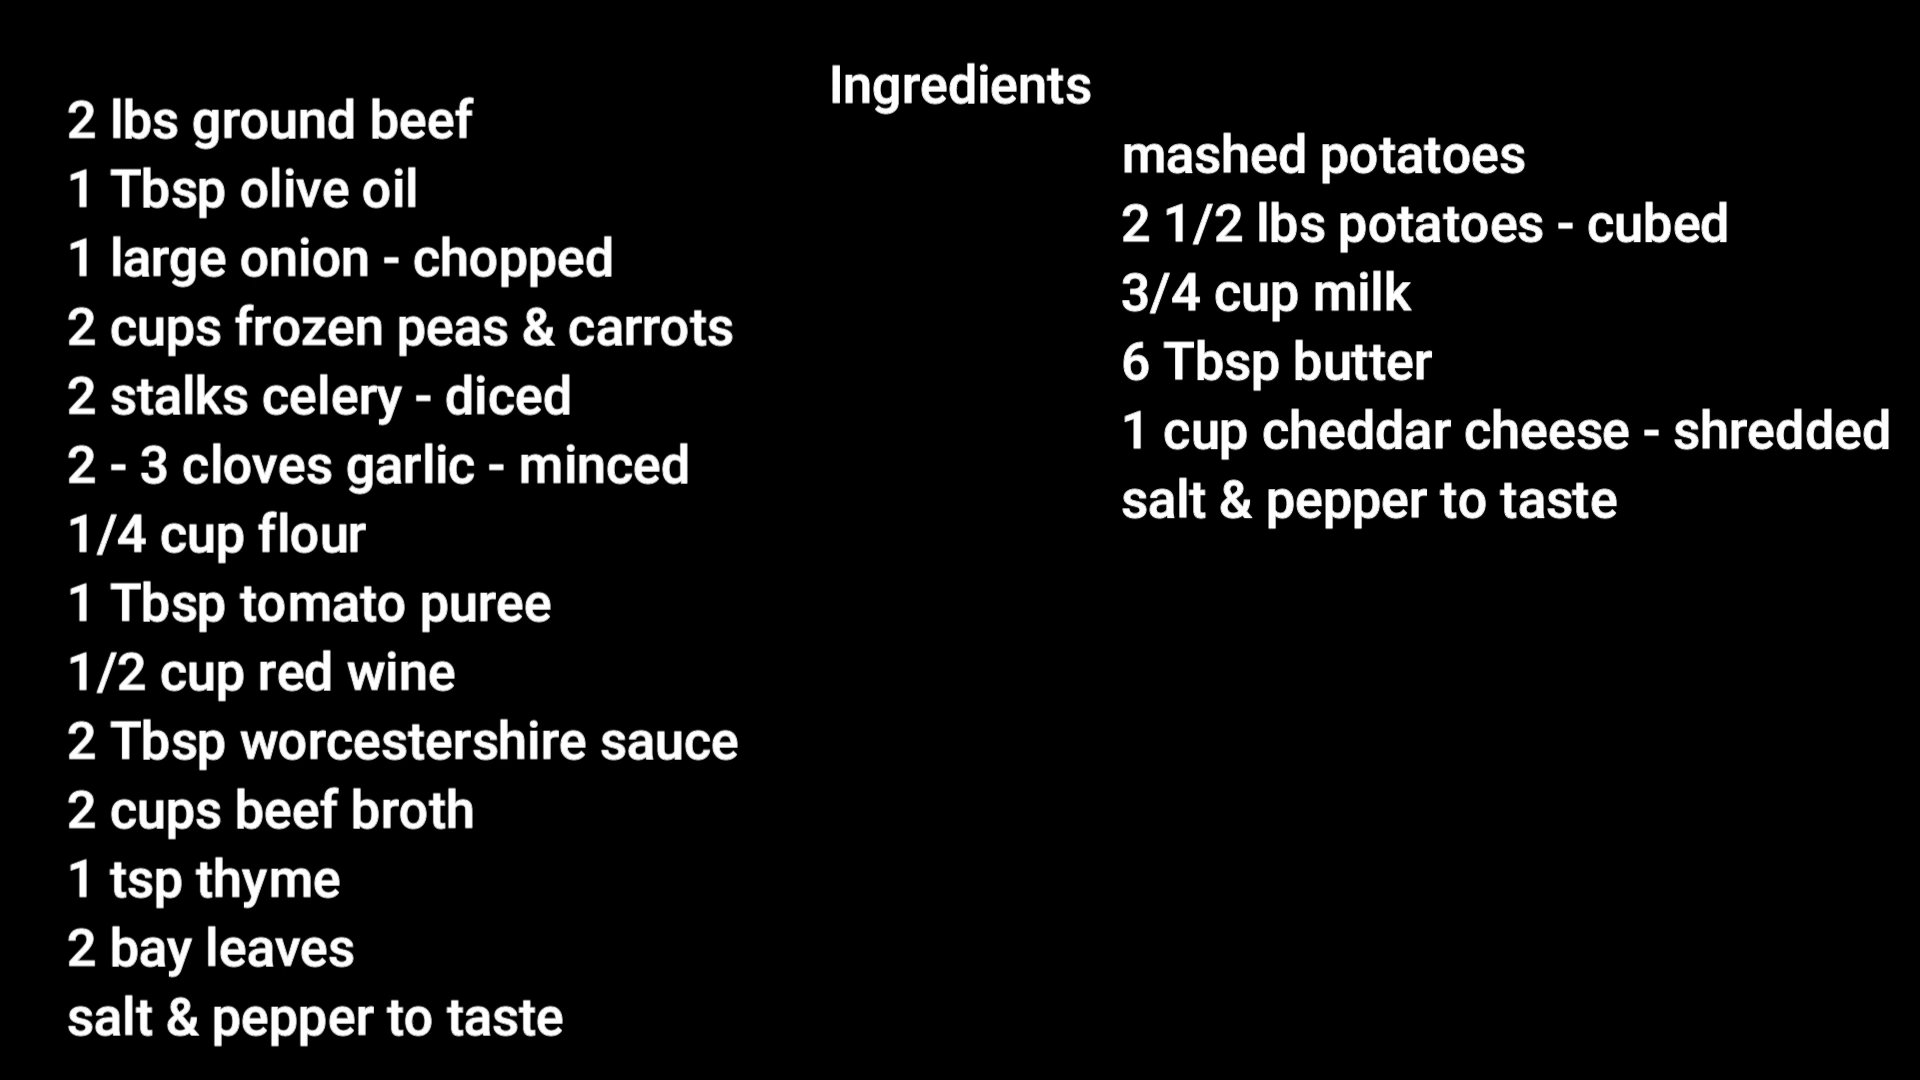 Ingredients
2 lbs ground beef
1 Tbsp olive oil
1 large onion - chopped
2 cups frozen peas & carrots
2 stalks celery - diced
2 - 3 cloves garlic - minced
1/4 cup flour
1 Tbsp tomato puree
1/2 cup red wine
2 Tbsp worcestershire sauce
2 cups beef broth
1 tsp thyme
2 bay leaves
salt & pepper to taste
mashed potatoes
2 1/2 lbs potatoes - cubed
3/4 cup milk
6 Tbsp butter
1 cup cheddar cheese - shredded
salt & pepper to taste